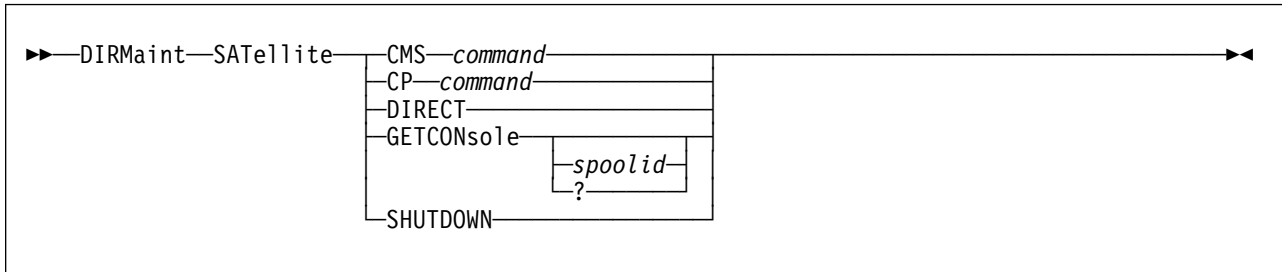 DIRMaint SATellite CMS command
CP command
DIRECT
GETCONsole
spoolid
?
SHUTDOWN